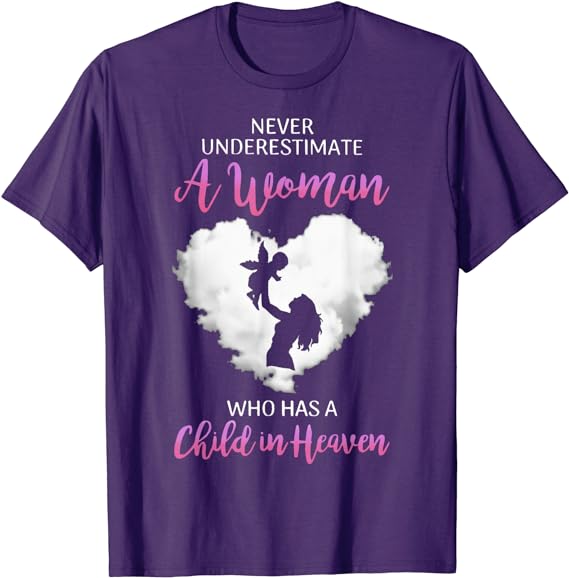 NEVER
UNDERESTIMATE
A Woman
WHO HAS A
Child in Heaven